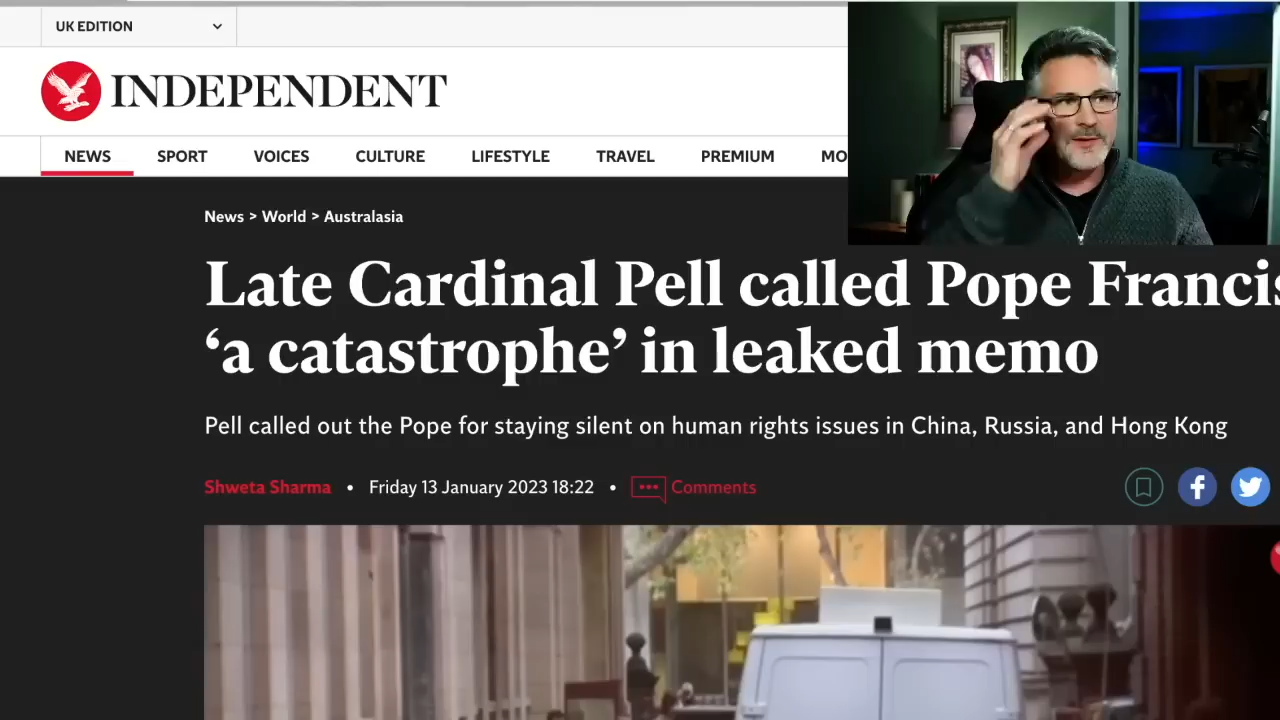 UK EDITION
INDEPENDENT
NEWS SPORT VOICES CULTURE LIFESTYLE TRAVEL PREMIUM MO
News > World > Australasia
Late Cardinal Pell called Pope Francis
‘a catastrophe’ in leaked memo
Pell called out the Pope for staying silent on human rights issues in China, Russia, and Hong Kong
Shweta Sharma • Friday 13 January 2023 18:22 • Comments